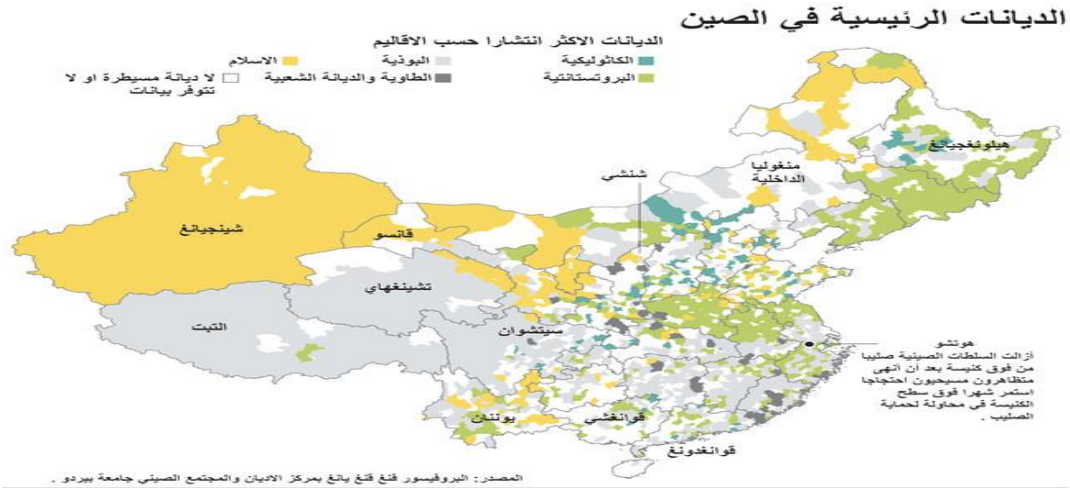 الديانات الرئيسية في الصين
الديانات الاكثر انتشارا حسب الاقاليم
الكاثوليكية
البوذية
الاسلام
البروتستانتية
الطاوية والديانة الشعبية
لا ديانة مسيطرة او لا
تتوفر بيانات
هيلونغجيانغ
منغوليا
الداخلية
شنشي
شينجيانغ
قانسو
تشينغهاي
التبت
سيتشوان
هوتشو
أزالت السلطات الصينية صليبا
من فوق كنيسة بعد أن أنهى
متظاهرون مسيحيون احتجاجا
استمر شهرا فوق سطح
الكنيسة في محاولة لحماية
الصليب .
يوننان
قوانغشي
قوانغدونغ
المصدر: البروفيسور فنغ قنغ يانغ بمركز الاديان والمجتمع الصيني جامعة بيردو .